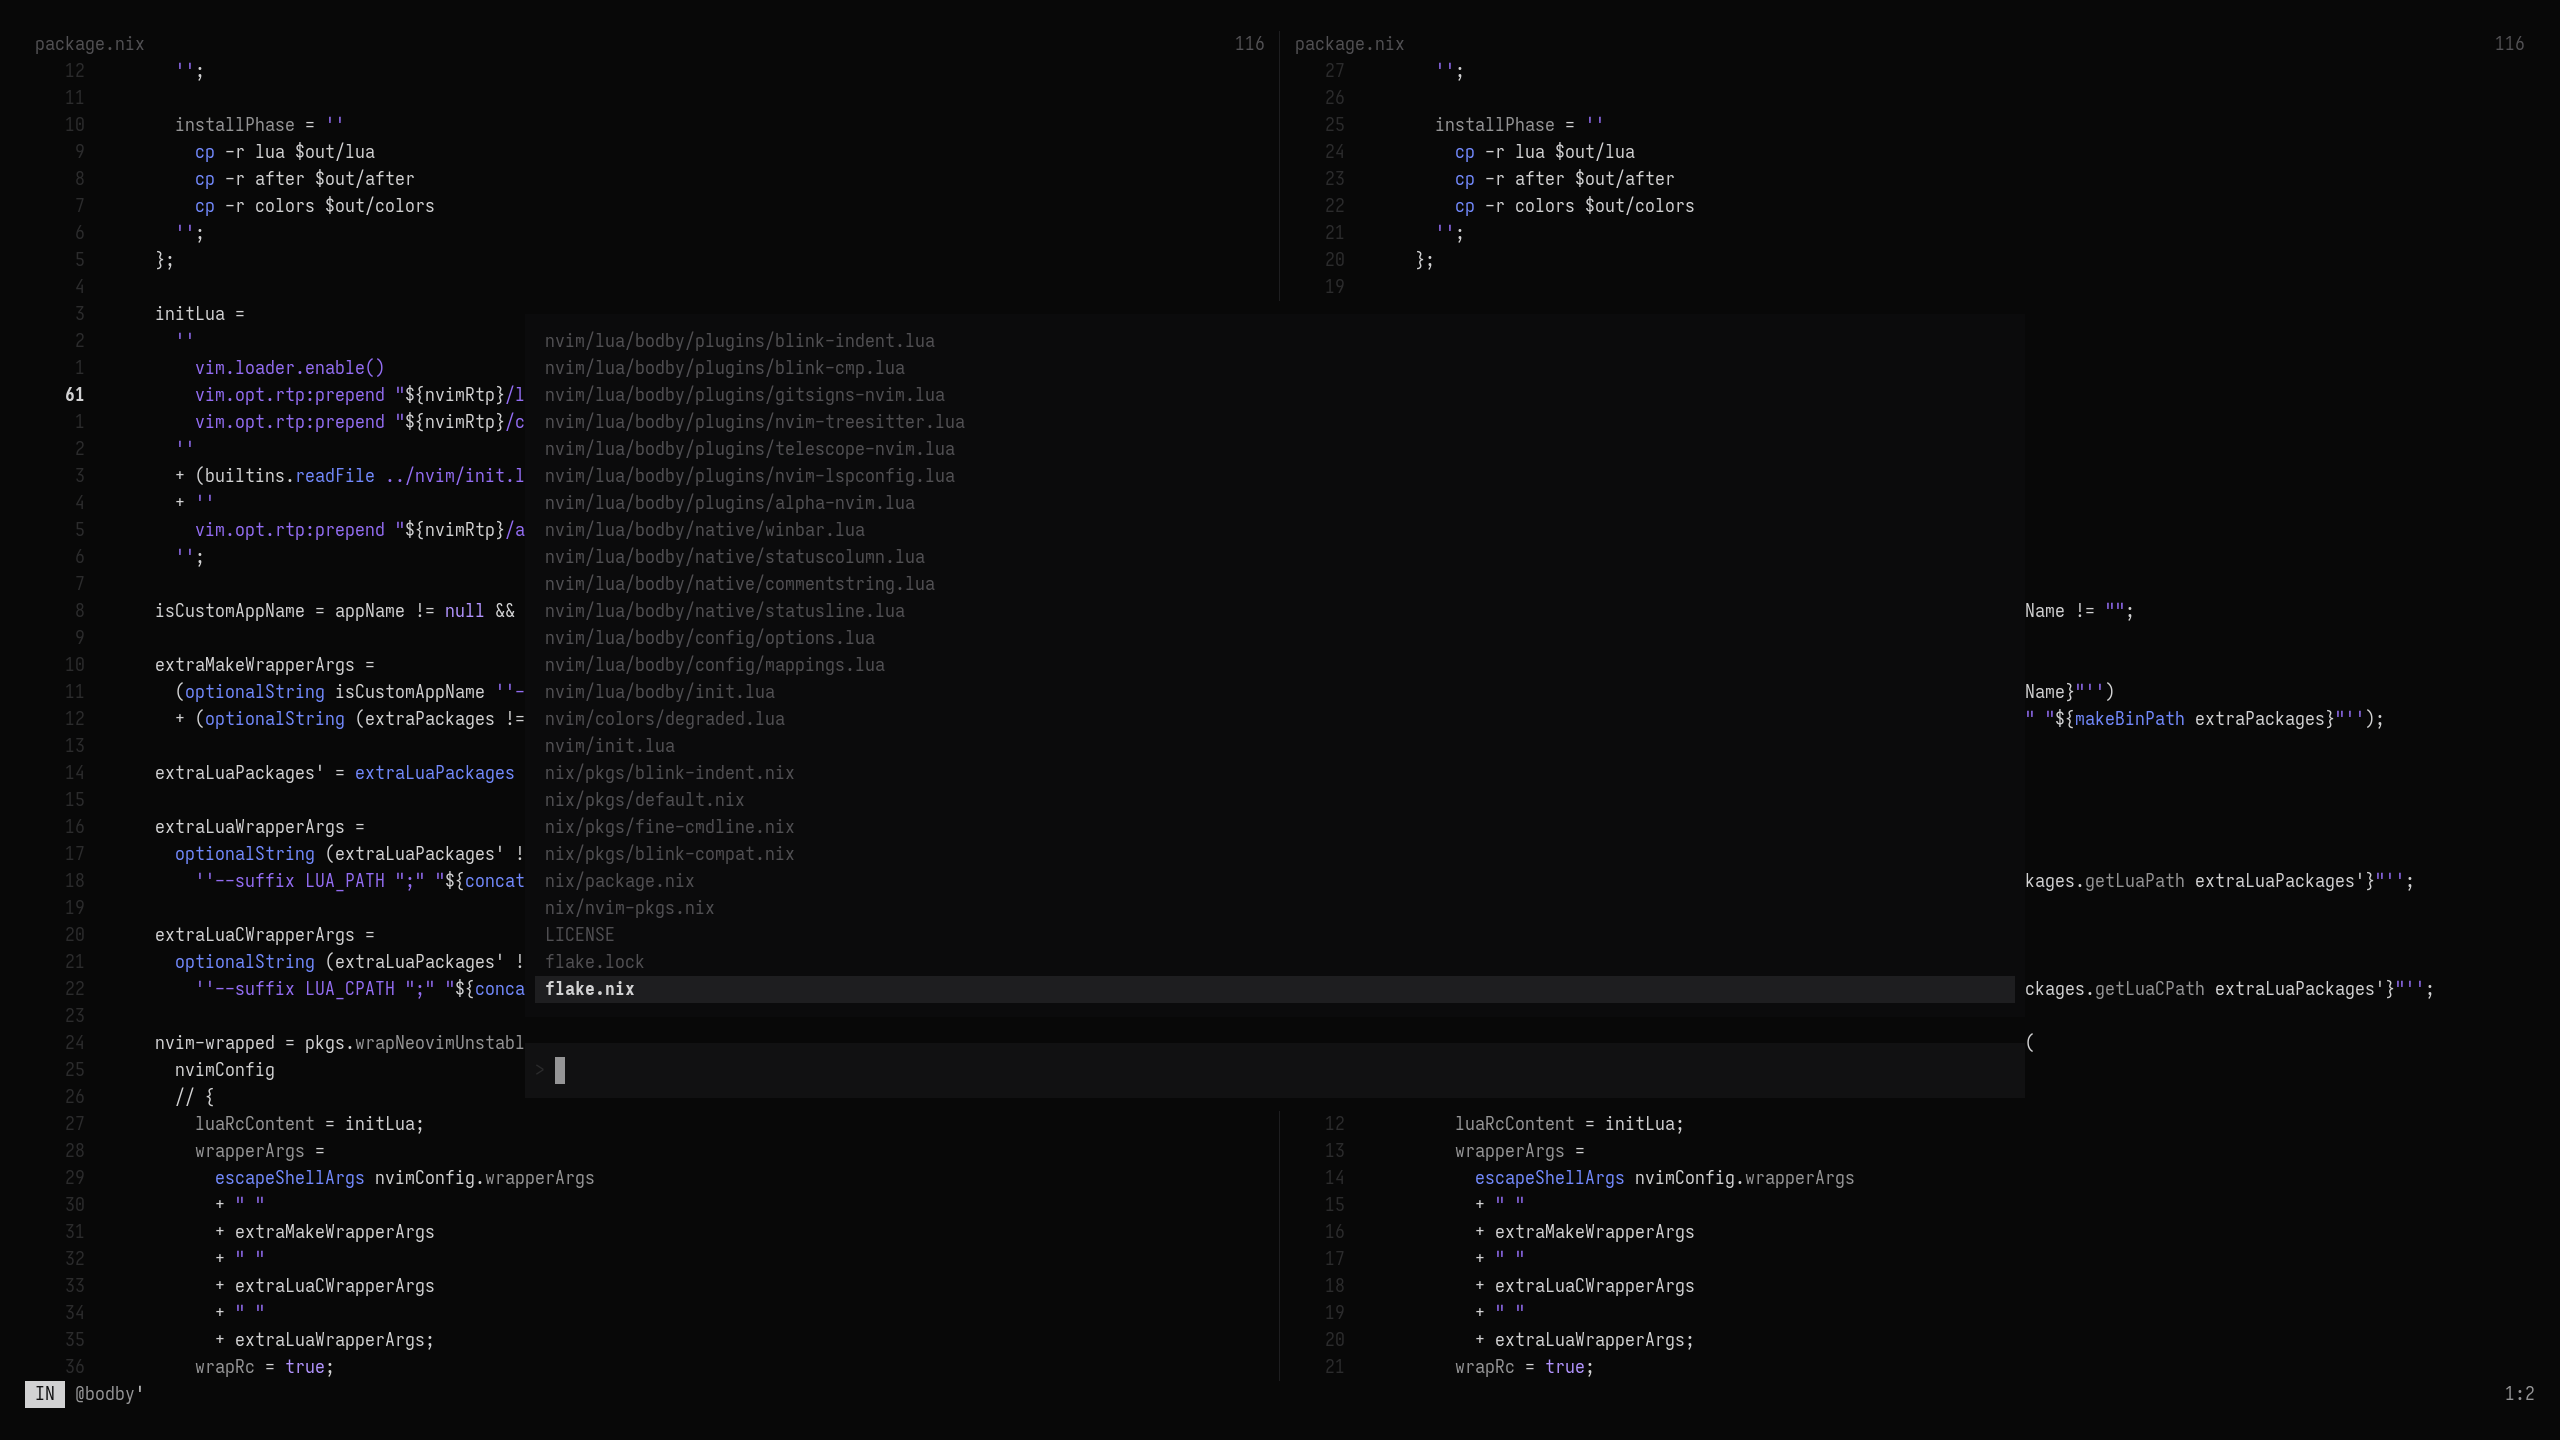 package.nix 116
12 '';
11
10 installPhase = ''
9 cp -r lua $out/lua
8 cp -r after $out/after
7 cp -r colors $out/colors
6 '';
5 };
4
3 initLua =
2 ''
1 vim.loader.enable()
61 vim.opt.rtp:prepend "${nvimRtp}/l
1 vim.opt.rtp:prepend "${nvimRtp}/c
2 ''
3 + (builtins.readFile ../nvim/init.l
4 + ''
5 vim.opt.rtp:prepend "${nvimRtp}/a
6 '';
7
8 isCustomAppName = appName != null &&
9
10 extraMakeWrapperArgs =
11 (optionalString isCustomAppName ''-
12 + (optionalString (extraPackages !=
13
14 extraLuaPackages' = extraLuaPackages
15
16 extraLuaWrapperArgs =
17 optionalString (extraLuaPackages' !
18 ''--suffix LUA_PATH ";" "${concat
19
20 extraLuaCWrapperArgs =
21 optionalString (extraLuaPackages' !
22 ''--suffix LUA_CPATH ";" "${conca
23
24 nvim-wrapped = pkgs.wrapNeovimUnstabl
25 nvimConfig
26 // {
27 luaRcContent = initLua;
28 wrapperArgs =
29 escapeShellArgs nvimConfig.wrapperArgs
30 + " "
31 + extraMakeWrapperArgs
32 + " "
33 + extraLuaCWrapperArgs
34 + " "
35 + extraLuaWrapperArgs;
36 wrapRc = true;
nvim/lua/bodby/plugins/blink-indent.lua
nvim/lua/bodby/plugins/blink-cmp.lua
nvim/lua/bodby/plugins/gitsigns-nvim.lua
nvim/lua/bodby/plugins/nvim-treesitter.lua
nvim/lua/bodby/plugins/telescope-nvim.lua
nvim/lua/bodby/plugins/nvim-lspconfig.lua
nvim/lua/bodby/plugins/alpha-nvim.lua
nvim/lua/bodby/native/winbar.lua
nvim/lua/bodby/native/statuscolumn.lua
nvim/lua/bodby/native/commentstring.lua
nvim/lua/bodby/native/statusline.lua
nvim/lua/bodby/config/options.lua
nvim/lua/bodby/config/mappings.lua
nvim/lua/bodby/init.lua
nvim/colors/degraded.lua
nvim/init.lua
nix/pkgs/blink-indent.nix
nix/pkgs/default.nix
nix/pkgs/fine-cmdline.nix
nix/pkgs/blink-compat.nix
nix/package.nix
nix/nvim-pkgs.nix
LICENSE
flake.lock
flake.nix
>
package.nix 116
27 '';
26
25 installPhase = ''
24 cp -r lua $out/lua
23 cp -r after $out/after
22 cp -r colors $out/colors
21 '';
20 };
19
Name != "";
Name}"'')
" "${makeBinPath extraPackages}"'');
kages.getLuaPath extraLuaPackages'}"'';
ckages.getLuaCPath extraLuaPackages'}"'';
(
12 luaRcContent = initLua;
13 wrapperArgs =
14 escapeShellArgs nvimConfig.wrapperArgs
15 + " "
16 + extraMakeWrapperArgs
17 + " "
18 + extraLuaCWrapperArgs
19 + " "
20 + extraLuaWrapperArgs;
21 wrapRc = true;
IN @bodby' 1:2